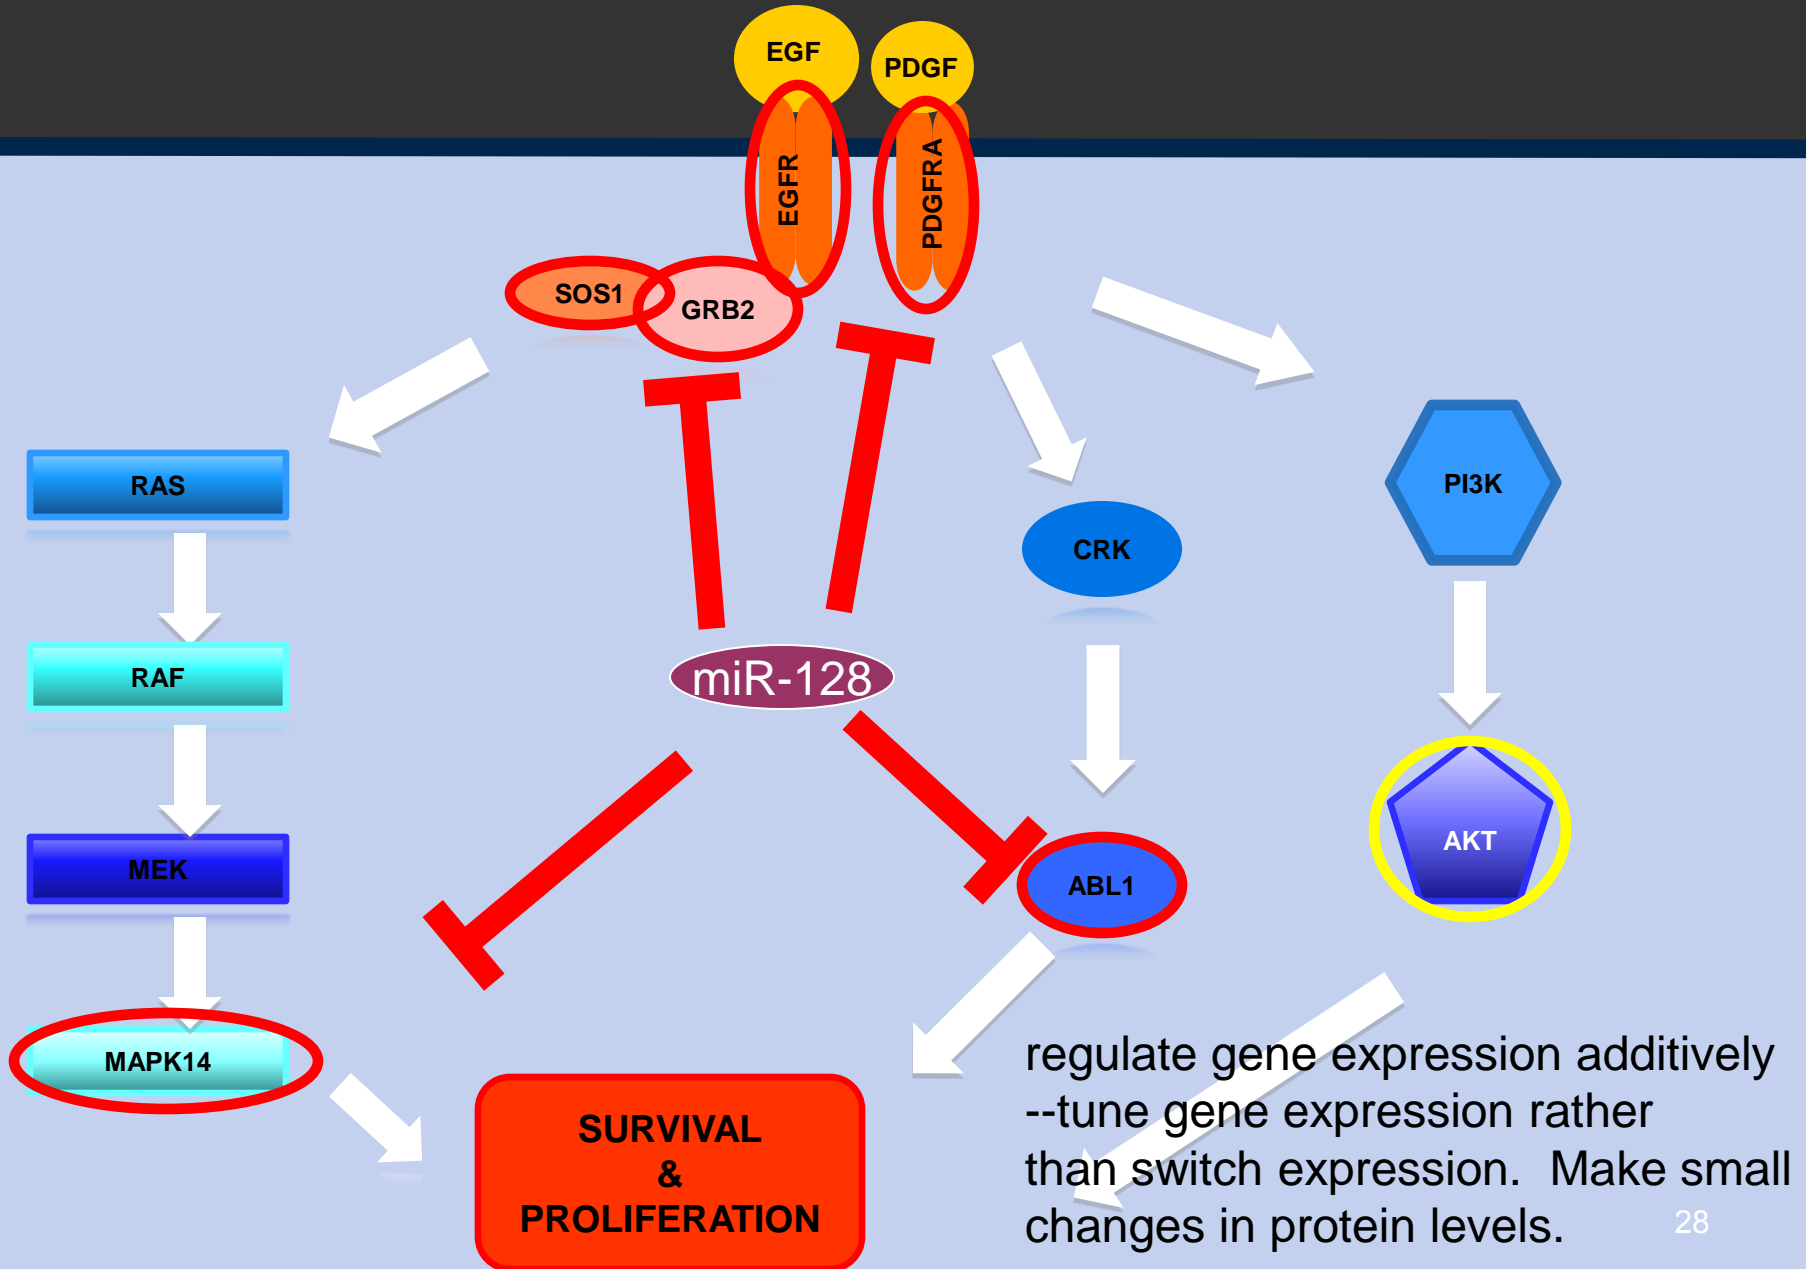 EGF
PDGF
EGFR
PDGFRA
SOS1
GRB2
RAS
PI3K
CRK
RAF
miR-128
AKT
MEK
ABL1
MAPK14
SURVIVAL
&
PROLIFERATION
regulate gene expression additively
--tune gene expression rather
than switch expression.  Make small
changes in protein levels.
28